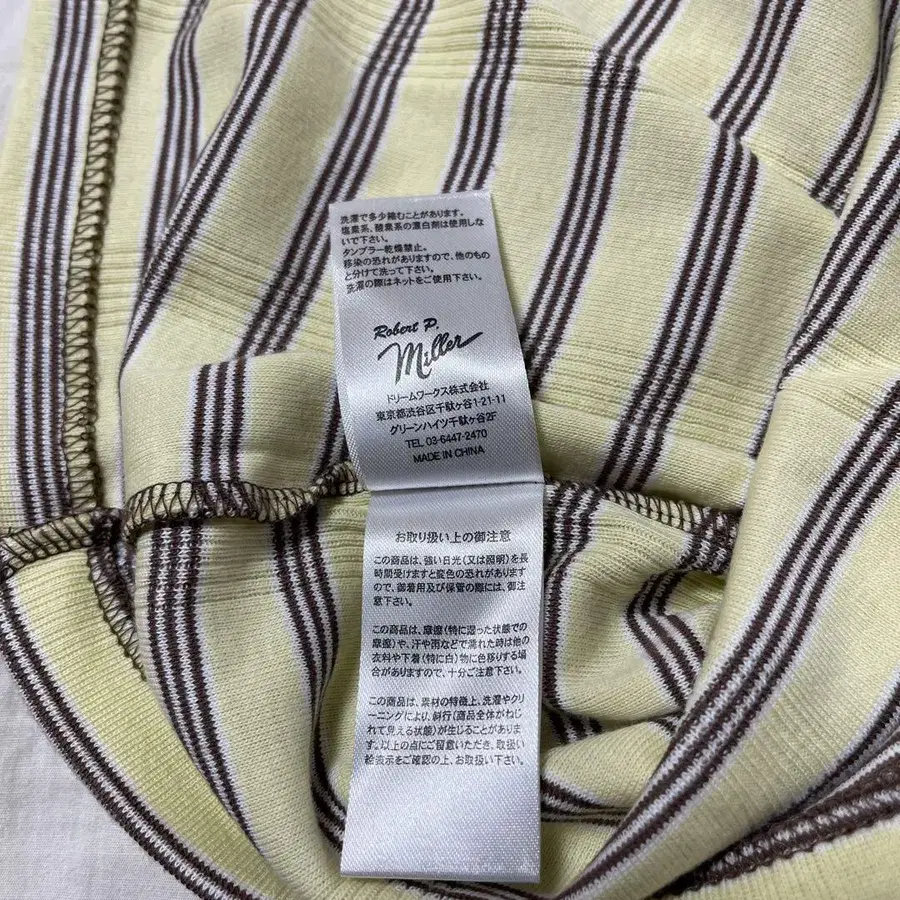 洗濯で多少縮むことがあります。
塩素系、酸素系の漂白剤は使用しな
いで下さい。
タンブラー乾燥禁止。
移染の恐れがありますので、他のもの
と分けて洗って下さい。
洗濯の際はネットをご使用下さい。
Robert P.
Miller
ドリームワークス株式会社
東京都渋谷区千駄ヶ谷1-21-11
グリーンハイツ千駄ヶ谷2F
TEL 03-6447-2470
MADE IN CHINA
お取り扱い上の御注意
この商品は、強い日光(又は照明)を長
時間受けますと変色の恐れがあります
ので、御着用及び保管の際には、御注
意下さい。
この商品は、摩擦(特に湿った状態での
摩擦)や、汗や雨などで濡れた時は他の
衣料や下着(特に白)物に色移りする場
合がありますので、十分ご注意下さい。
この商品は、素材の特徴上、洗濯やクリ
ーニングにより、斜行(商品全体がねじ
れて見える状態)が生じることがありま
す。以上の点にご留意いただき、取扱い
絵表示をご確認の上、お取扱い下さい。